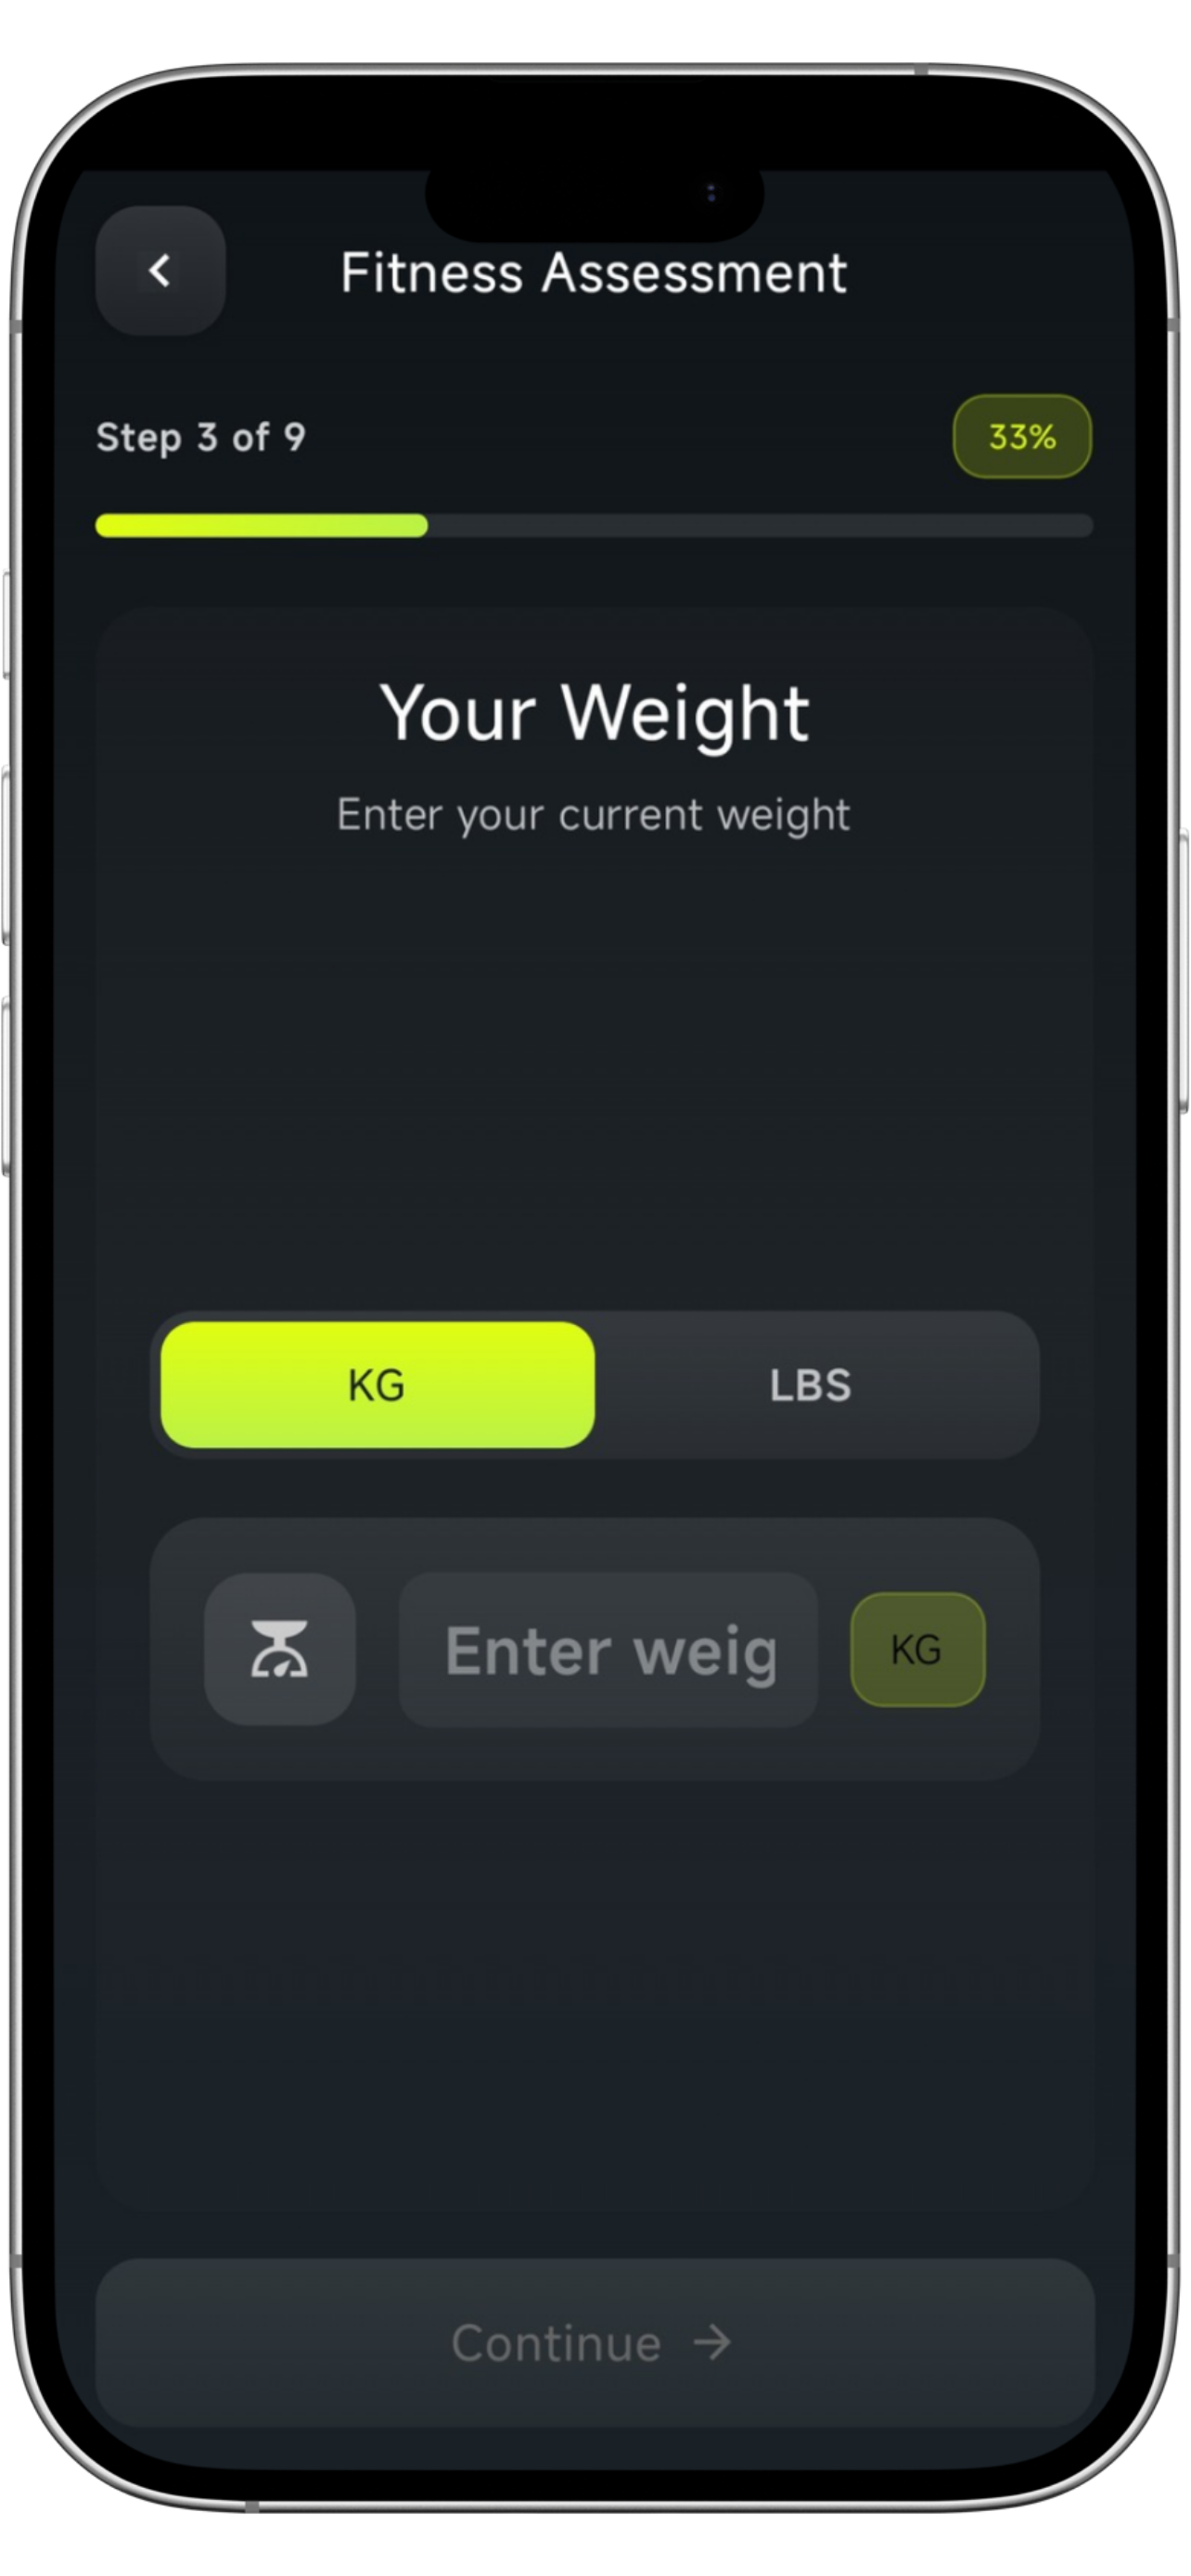 Fitness Assessment
Step 3 of 9
33%
Your Weight
Enter your current weight
KG
LBS
Enter weig
KG
Continue →